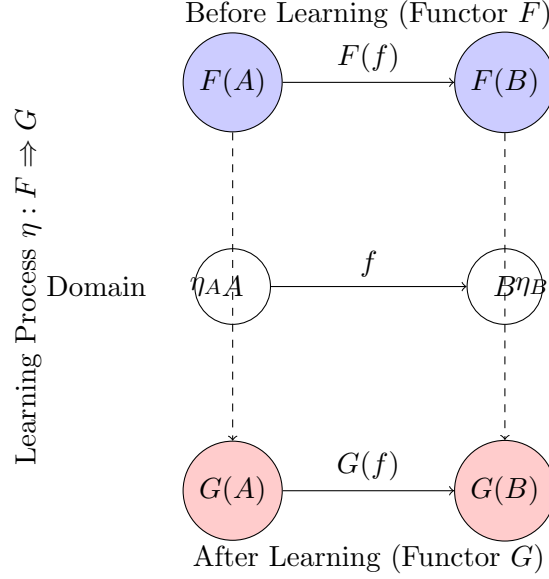 Before Learning (Functor F)
F(A)
F(f)
F(B)
Learning Process η : F ⇒ G
Domain
η_A
A
f
B
η_B
G(A)
G(f)
G(B)
After Learning (Functor G)